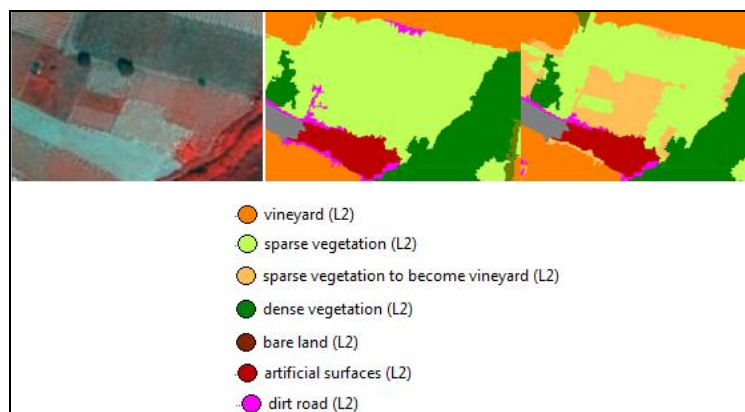 vineyard (L2)
sparse vegetation (L2)
sparse vegetation to become vineyard (L2)
dense vegetation (L2)
bare land (L2)
artificial surfaces (L2)
dirt road (L2)